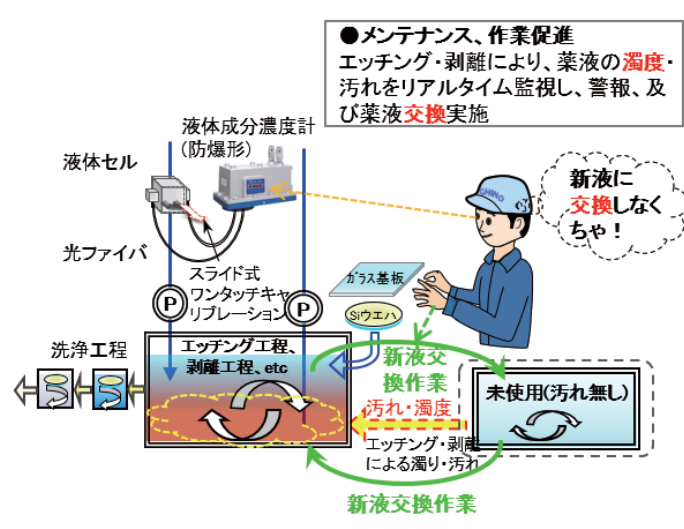 ●メンテナンス、作業促進
エッチング・剥離により、薬液の濁度・
汚れをリアルタイム監視し、警報、及
び薬液交換実施
液体成分濃度計
(防爆形)
液体セル
新液に
交換しなく
ちゃ！
CHINO
光ファイバ
スライド式
ワンタッチキャ
リブレーション
ガラス基板
Siウエハ
P
P
洗浄工程
エッチング工程、
剥離工程、etc
新液交
換作業
未使用(汚れ無し)
汚れ・濁度
エッチング・剥離
による濁り・汚れ
新液交換作業